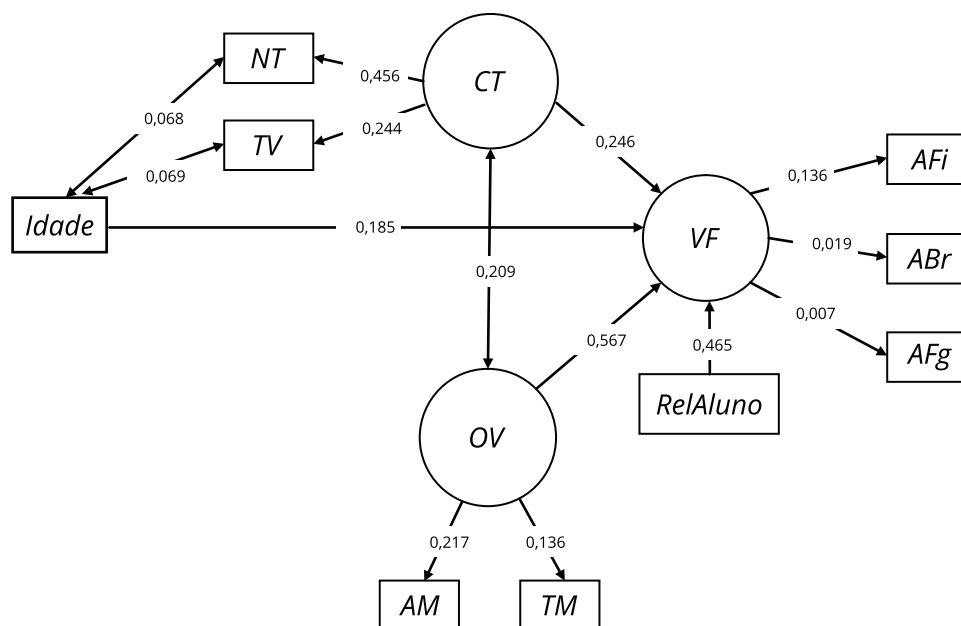 NT
CT
0,456
0,068
TV
0,244
0,246
AFi
0,069
0,136
Idade
0,185
VF
0,019
ABr
0,209
0,007
0,567
0,465
AFg
RelAluno
OV
0,217
0,136
AM
TM